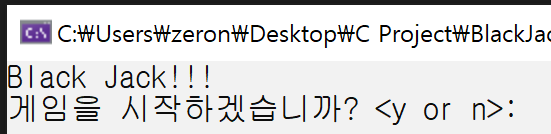 C:\Users\zeron\Desktop\C Project\BlackJac
Black Jack!!!
게임을 시작하겠습니까? <y or n>: